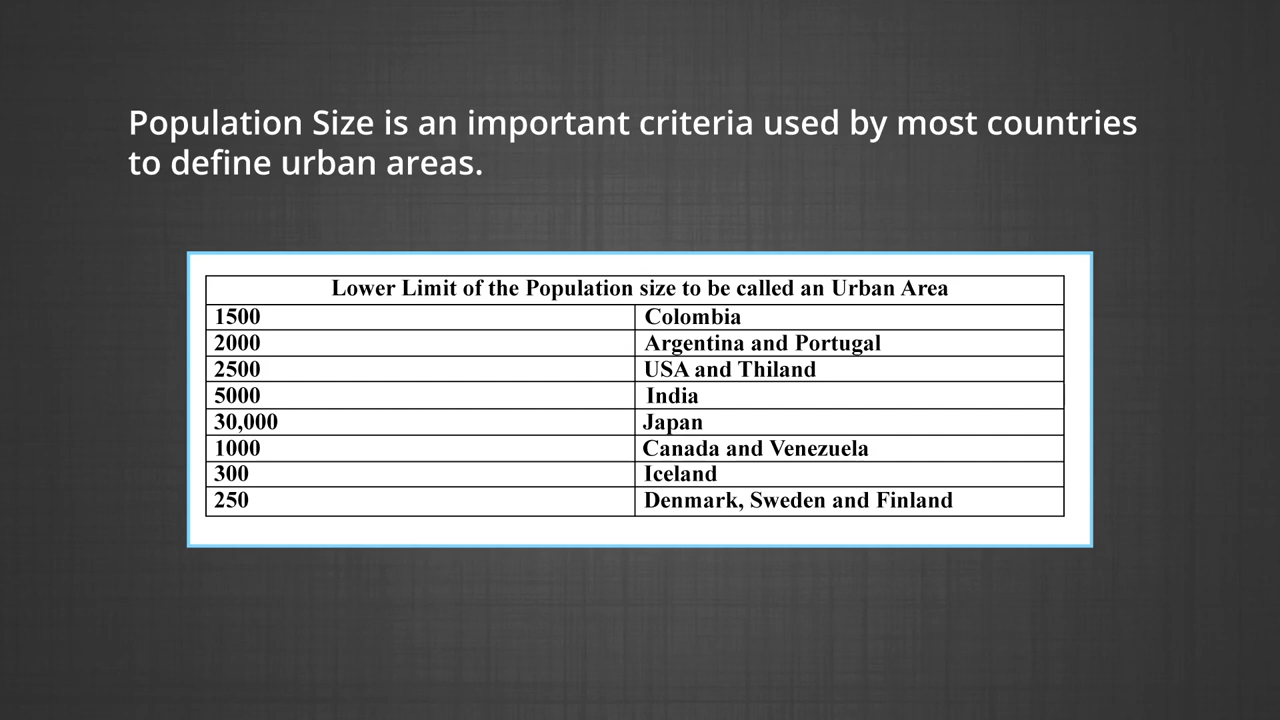 Population Size is an important criteria used by most countries
to define urban areas.
Lower Limit of the Population size to be called an Urban Area
1500 Colombia
2000 Argentina and Portugal
2500 USA and Thiland
5000 India
30,000 Japan
1000 Canada and Venezuela
300 Iceland
250 Denmark, Sweden and Finland